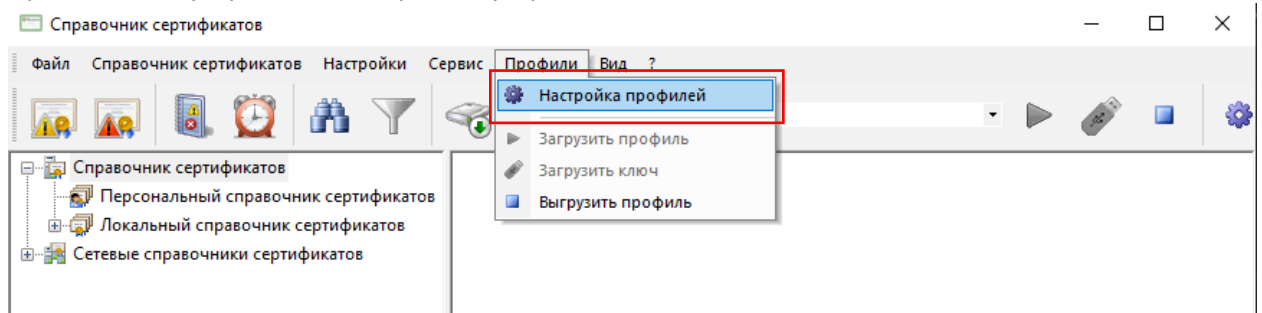 Справочник сертификатов
Файл Справочник сертификатов Настройки Сервис Профили Вид ?
Настройка профилей
Загрузить профиль
Загрузить ключ
Выгрузить профиль
Справочник сертификатов
Персональный справочник сертификатов
Локальный справочник сертификатов
Сетевые справочники сертификатов